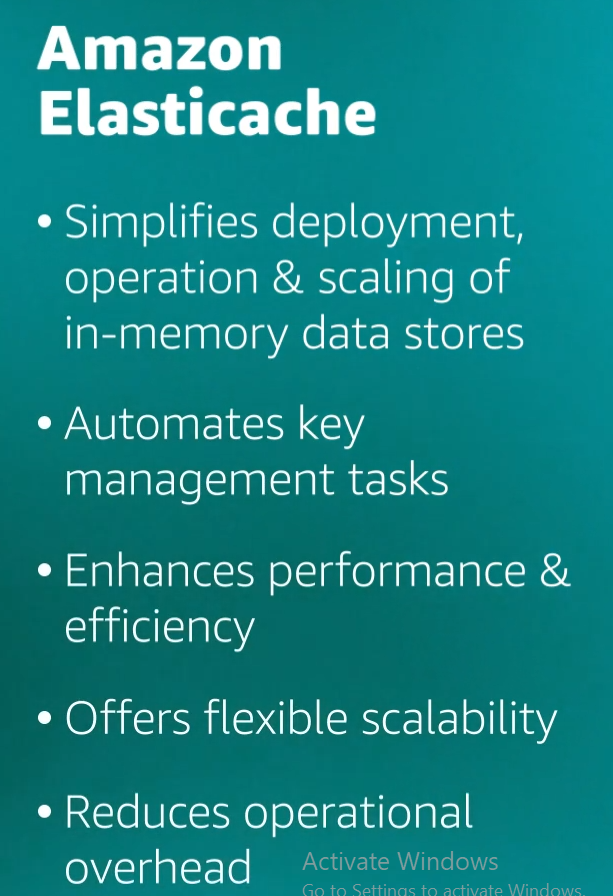 Amazon
Elasticache
• Simplifies deployment,
operation & scaling of
in-memory data stores
• Automates key
management tasks
• Enhances performance &
efficiency
• Offers flexible scalability
• Reduces operational
overhead
Activate Windows
Go to Settings to activate Windows.